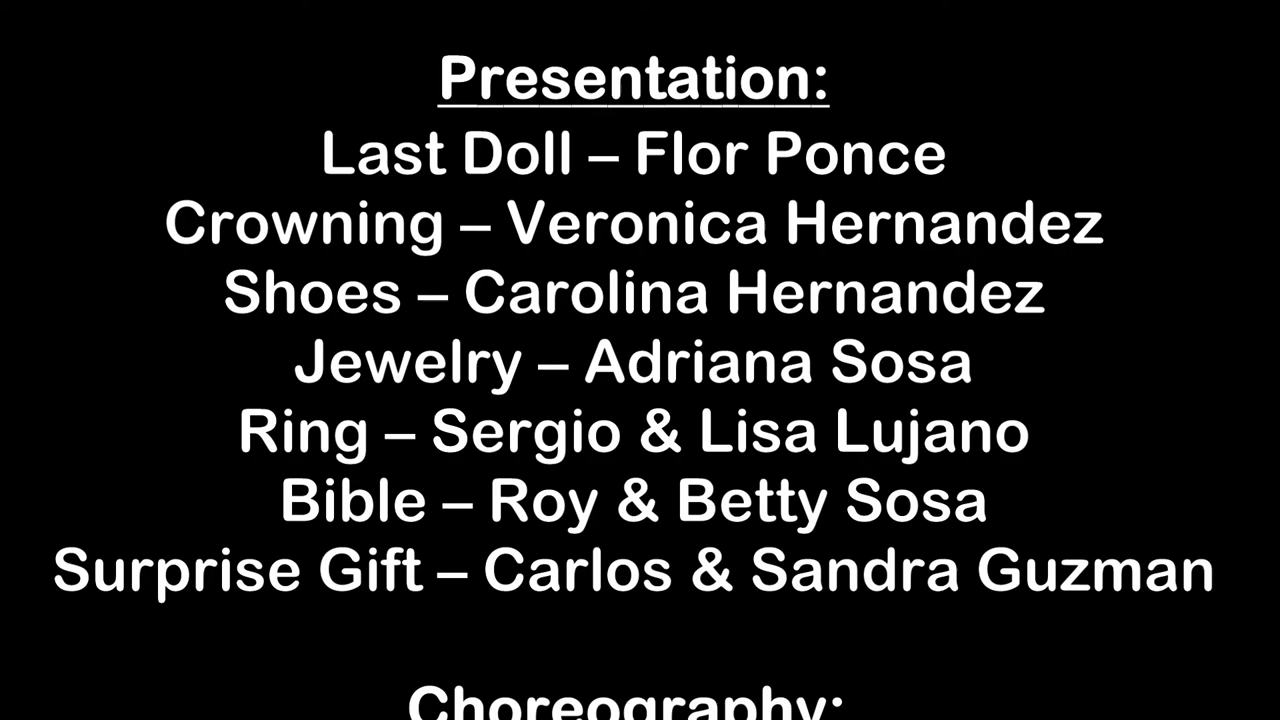 Presentation:
Last Doll – Flor Ponce
Crowning – Veronica Hernandez
Shoes – Carolina Hernandez
Jewelry – Adriana Sosa
Ring – Sergio & Lisa Lujano
Bible – Roy & Betty Sosa
Surprise Gift – Carlos & Sandra Guzman
Choreography: